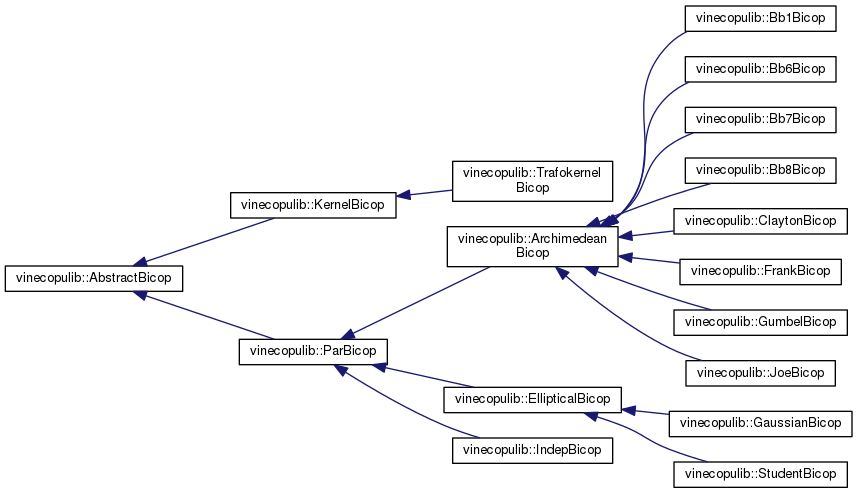 vinecopulib::Bb1Bicop
vinecopulib::Bb6Bicop
vinecopulib::Bb7Bicop
vinecopulib::Trafokernel
Bicop
vinecopulib::Bb8Bicop
vinecopulib::KernelBicop
vinecopulib::ClaytonBicop
vinecopulib::Archimedean
Bicop
vinecopulib::FrankBicop
vinecopulib::AbstractBicop
vinecopulib::GumbelBicop
vinecopulib::ParBicop
vinecopulib::JoeBicop
vinecopulib::EllipticalBicop
vinecopulib::GaussianBicop
vinecopulib::IndepBicop
vinecopulib::StudentBicop